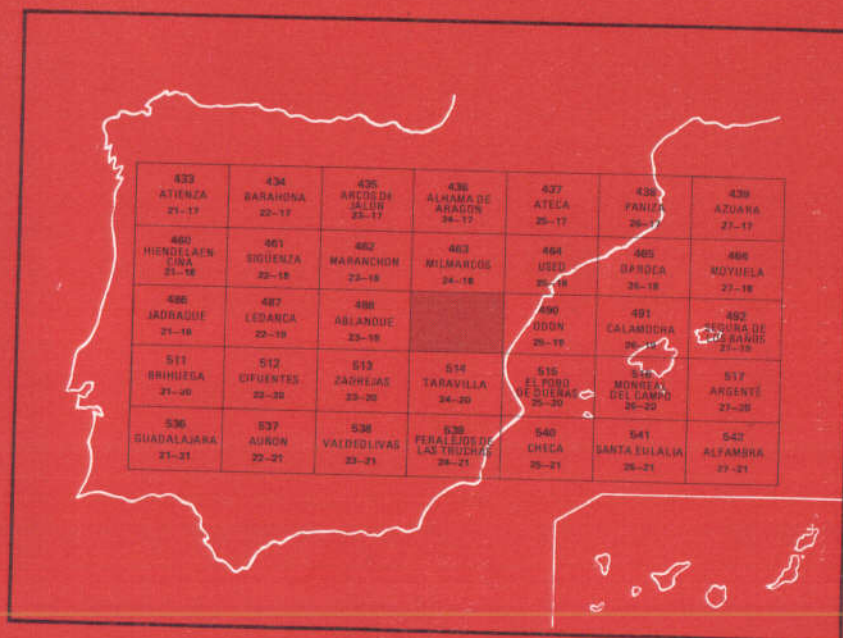 433
ATIENZA
21-17
434
BARAHONA
22-17
435
ARCOS DE
JALON
23-17
436
ALHAMA DE
ARAGON
24-17
437
ATECA
25-17
438
PANIZA
26-17
439
AZUARA
27-17
460
HIENDELAEN
CINA
21-18
461
SIGÜENZA
22-18
462
MARANCHON
23-18
463
MILMARCOS
24-18
464
USED
25-18
465
DAROCA
26-18
466
MOYUELA
27-18
486
JADRAQUE
21-19
487
LEDANCA
22-19
488
ABLANQUE
23-19
490
ODON
25-19
491
CALAMOCHA
26-19
492
SEGURA DE
LOS BAÑOS
27-19
511
BRIHUEGA
21-20
512
CIFUENTES
22-20
513
ZAOREJAS
23-20
514
TARAVILLA
24-20
515
EL POBO
DE DUEÑAS
25-20
516
MONREAL
DEL CAMPO
26-20
517
ARGENTE
27-20
536
GUADALAJARA
21-21
537
AUÑON
22-21
538
VALDEOLIVAS
23-21
539
PERALEJOS DE
LAS TRUCHAS
24-21
540
CHECA
25-21
541
SANTA EULALIA
26-21
542
ALFAMBRA
27-21